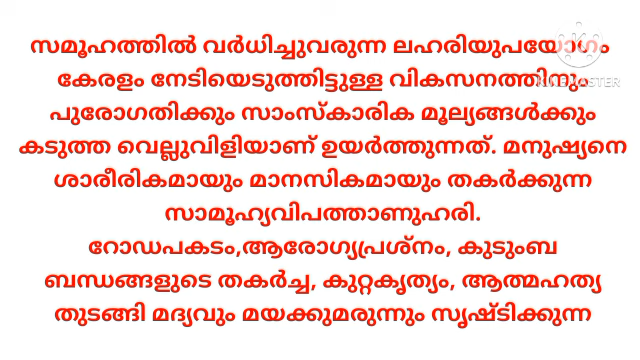 സമൂഹത്തിൽ വർധിച്ചുവരുന്ന ലഹരിയുപയോഗം
കേരളം നേടിയെടുത്തിട്ടുള്ള വികസനത്തിനും
പുരോഗതിക്കും സാംസ്കാരിക മൂല്യങ്ങൾക്കും
കടുത്ത വെല്ലുവിളിയാണ് ഉയർത്തുന്നത്. മനുഷ്യനെ
ശാരീരികമായും മാനസികമായും തകർക്കുന്ന
സാമൂഹ്യവിപത്താണുഹരി.
റോഡപകടം,ആരോഗ്യപ്രശ്നം, കുടുംബ
ബന്ധങ്ങളുടെ തകർച്ച, കുറ്റകൃത്യം, ആത്മഹത്യ
തുടങ്ങി മദ്യവും മയക്കുമരുന്നും സൃഷ്ടിക്കുന്ന
KINEMASTER